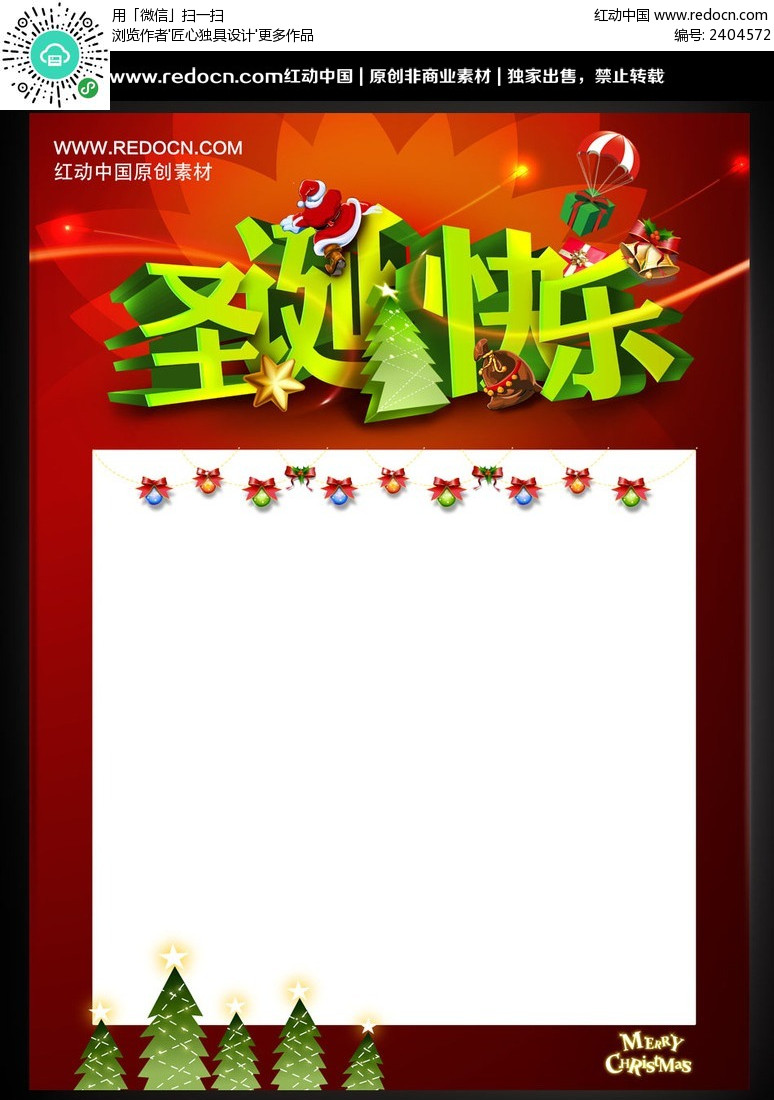 用「微信」扫一扫
浏览作者'匠心独具设计'更多作品
红动中国 www.redocn.com
编号: 2404572
www.redocn.com红动中国 | 原创非商业素材 | 独家出售，禁止转载
WWW.REDOCN.COM
红动中国原创素材
圣诞快乐
MERRY
CHRISTMAS